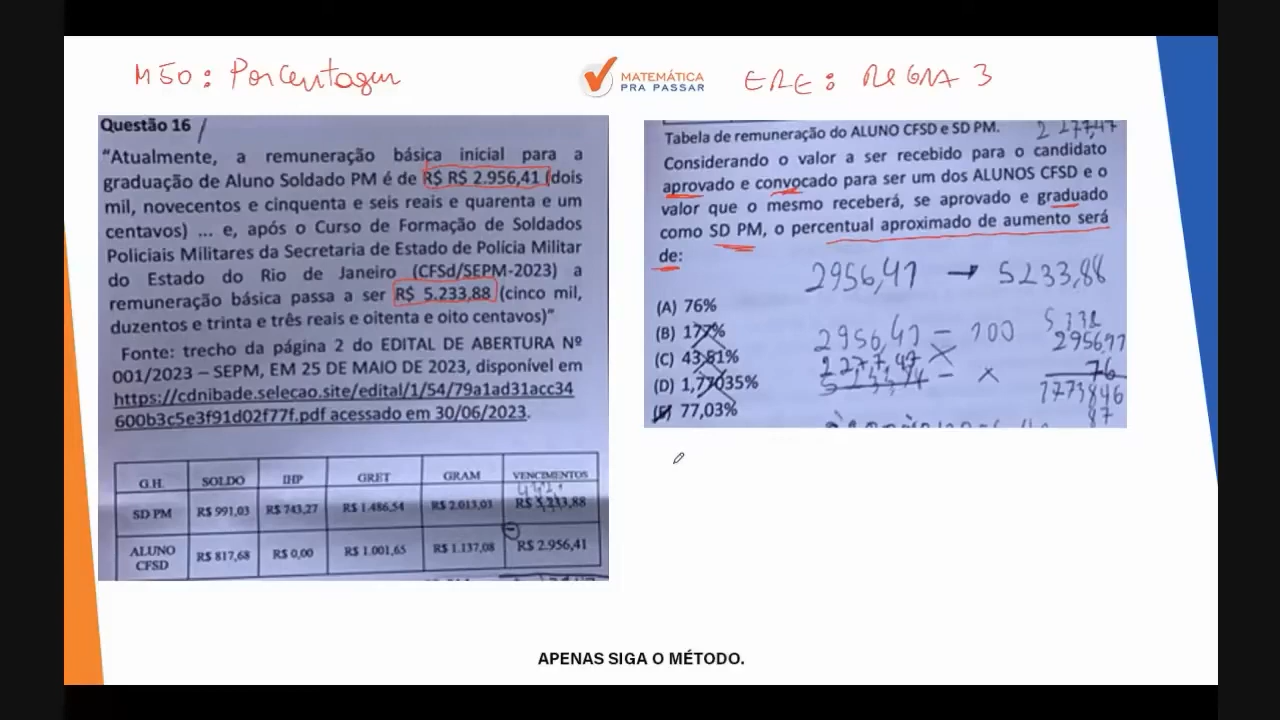 M50: Porcentagem
MATEMÁTICA
PRA PASSAR
ERE: REGRA 3
Questão 16
“Atualmente, a remuneração básica inicial para a
graduação de Aluno Soldado PM é de R$ R$ 2.956,41 (dois
mil, novecentos e cinquenta e seis reais e quarenta e um
centavos) ... e, após o Curso de Formação de Soldados
Policiais Militares da Secretaria de Estado de Polícia Militar
do Estado do Rio de Janeiro (CFSd/SEPM-2023) a
remuneração básica passa a ser R$ 5.233,88 (cinco mil,
duzentos e trinta e três reais e oitenta e oito centavos)”
Fonte: trecho da página 2 do EDITAL DE ABERTURA Nº
001/2023 – SEPM, EM 25 DE MAIO DE 2023, disponível em
https://cdnibade.selecao.site/edital/1/54/79a1ad31acc34
600b3c5e3f91d02f77f.pdf acessado em 30/06/2023.
G.H. SOLDO IHP GRET GRAM VENCIMENTOS
SD PM R$ 991,03 R$ 743,27 R$ 1.486,54 R$ 2.013,03 R$ 5.233,88
ALUNO
CFSD R$ 817,68 R$ 0,00 R$ 1.001,65 R$ 1.137,08 R$ 2.956,41
Tabela de remuneração do ALUNO CFSD e SD PM.
2 277,47
Considerando o valor a ser recebido para o candidato
aprovado e convocado para ser um dos ALUNOS CFSD e o
valor que o mesmo receberá, se aprovado e graduado
como SD PM, o percentual aproximado de aumento será
de:
2956,41 → 5233,88
(A) 76%
(B) 177%
(C) 43,51%
(D) 1,77035%
(E) 77,03%
2956,41 – 100
2277,47
– x
295641
76
1773846
87
APENAS SIGA O MÉTODO.